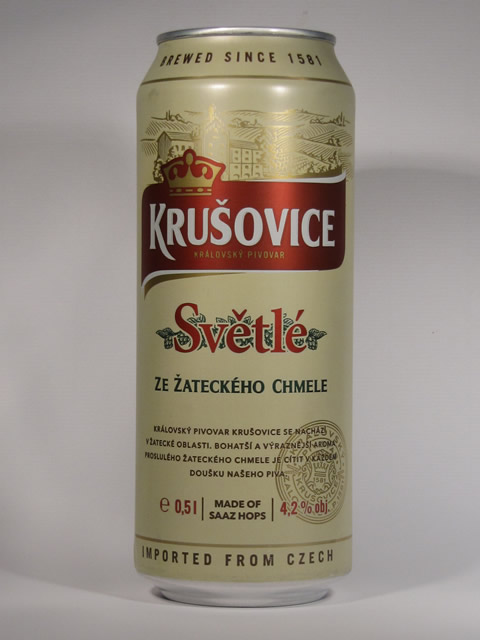 BREWED SINCE 1581
KRUŠOVICE
KRÁLOVSKÝ PIVOVAR
Světlé
ZE ŽATECKÉHO CHMELE
KRÁLOVSKÝ PIVOVAR KRUŠOVICE SE NACHÁZÍ
V ŽATECKÉ OBLASTI. BOHATŠÍ A VÝRAZNĚJŠÍ AROMA
PROSLULÉHO ŽATECKÉHO CHMELE JE CÍTIT V KAŽDÉM
DOUŠKU NAŠEHO PIVA.
℮ 0,5 l
MADE OF
SAAZ HOPS
4,2 % obj.
IMPORTED FROM CZECH